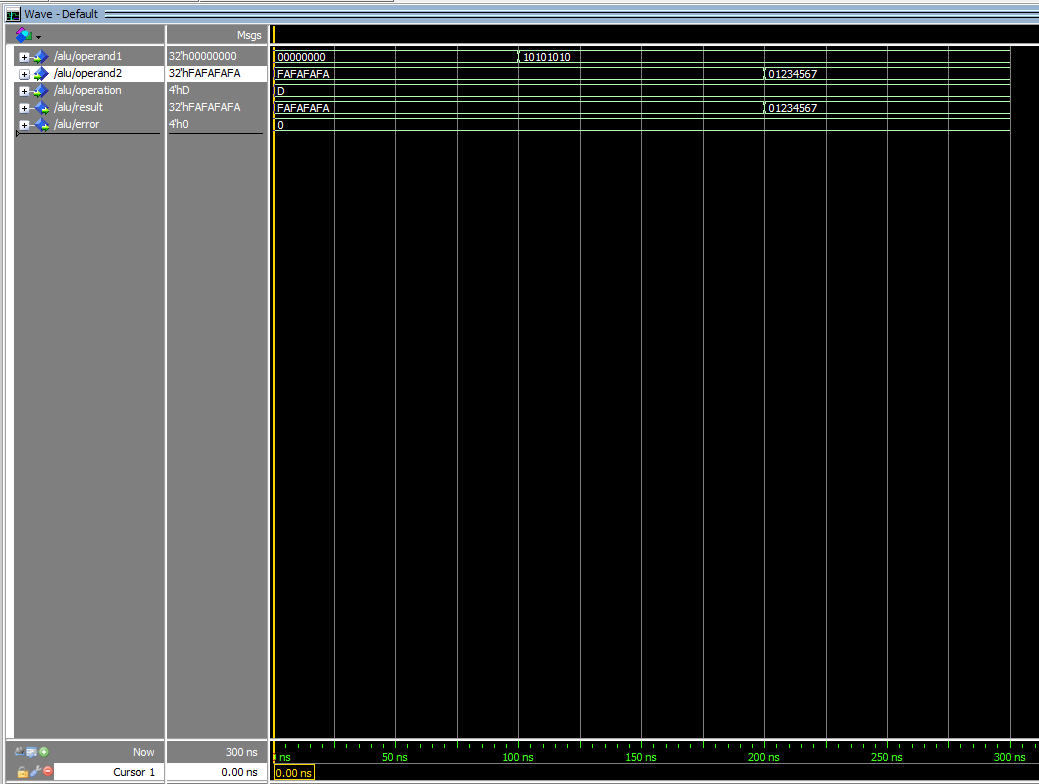 Wave - Default
Msgs
/alu/operand1 32'h00000000 00000000 10101010
/alu/operand2 32'hFAFAFAFA FAFAFAFA 01234567
/alu/operation 4'hD D
/alu/result 32'hFAFAFAFA FAFAFAFA 01234567
/alu/error 4'h0 0
Now 300 ns ns 50 ns 100 ns 150 ns 200 ns 250 ns 300 ns
Cursor 1 0.00 ns 0.00 ns